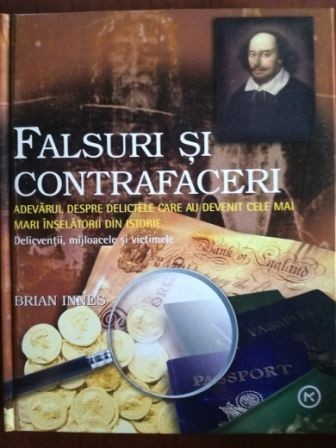 FALSURI ȘI
CONTRAFACERI
ADEVĂRUL DESPRE DELICTELE CARE AU DEVENIT CELE MAI
MARI ÎNȘELĂTORII DIN ISTORIE
Delicvenții, mijloacele și victimele
Bank of England
BRIAN INNES
PASSPORT
PASSPORT
M